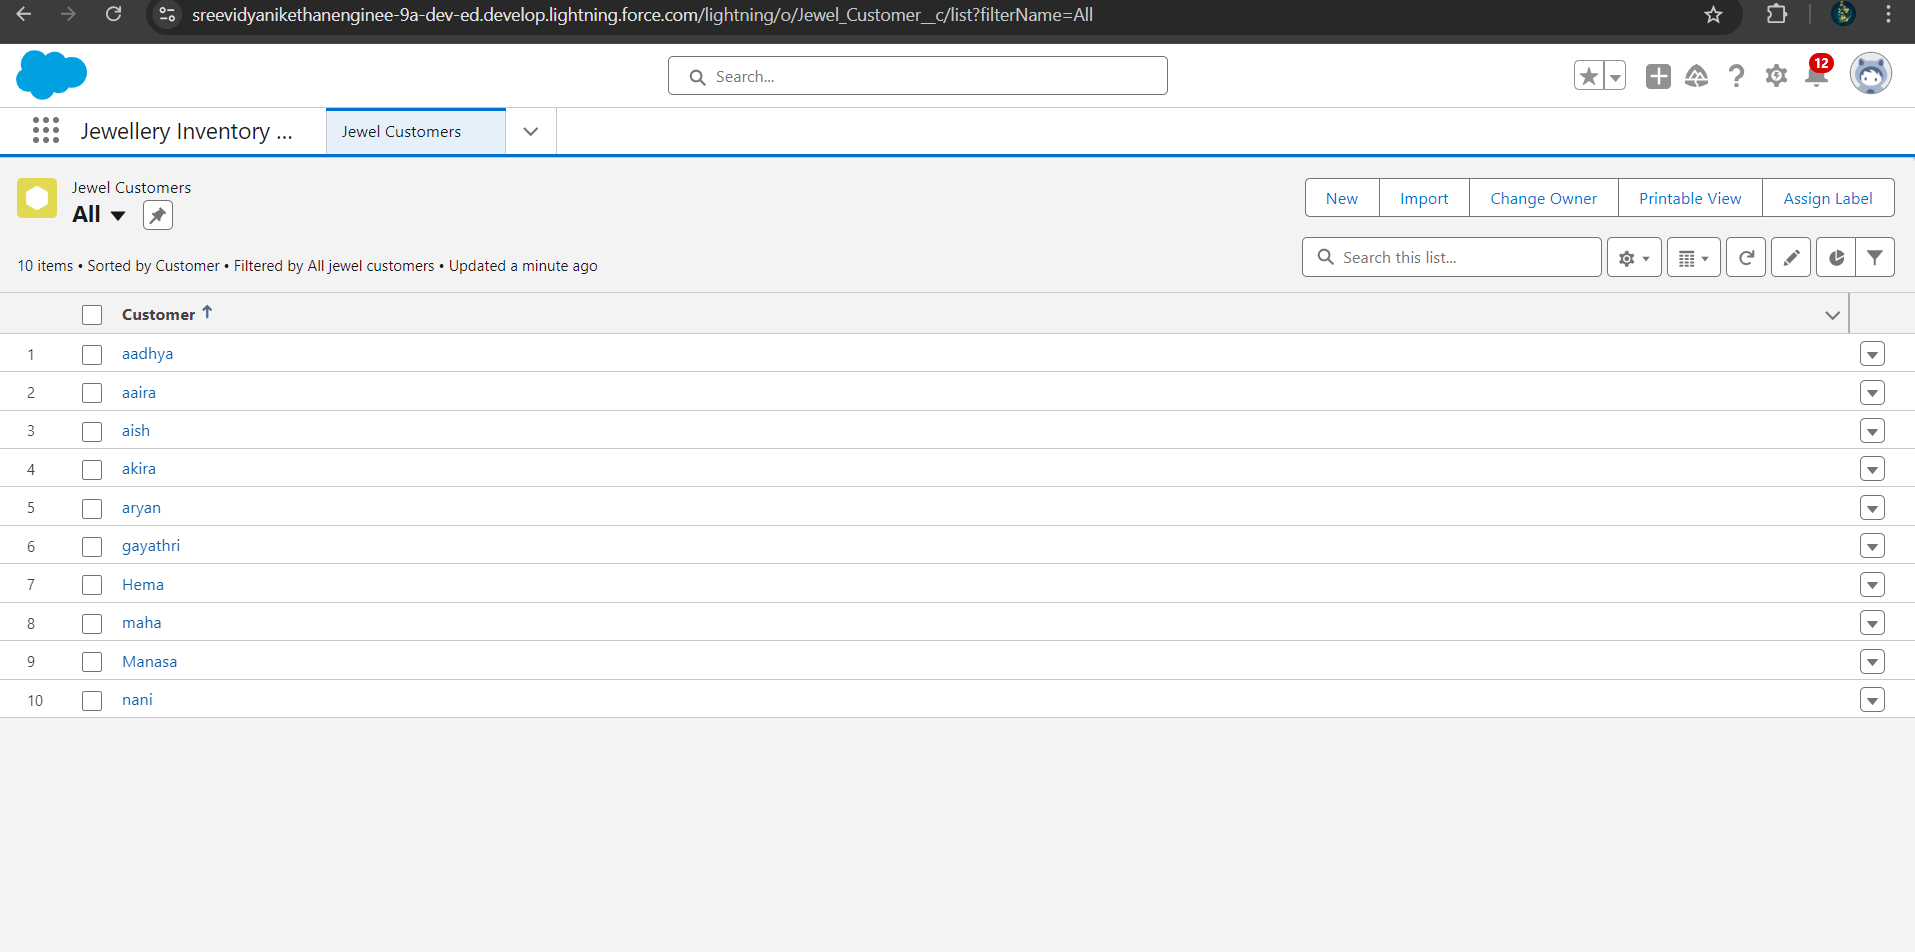 sreevidyanikethanenginee-9a-dev-ed.develop.lightning.force.com/lightning/o/Jewel_Customer__c/list?filterName=All
Search...
12
Jewellery Inventory ...
Jewel Customers
Jewel Customers
All
New
Import
Change Owner
Printable View
Assign Label
10 items • Sorted by Customer • Filtered by All jewel customers • Updated a minute ago
Search this list...
Customer
1 aadhya
2 aaira
3 aish
4 akira
5 aryan
6 gayathri
7 Hema
8 maha
9 Manasa
10 nani